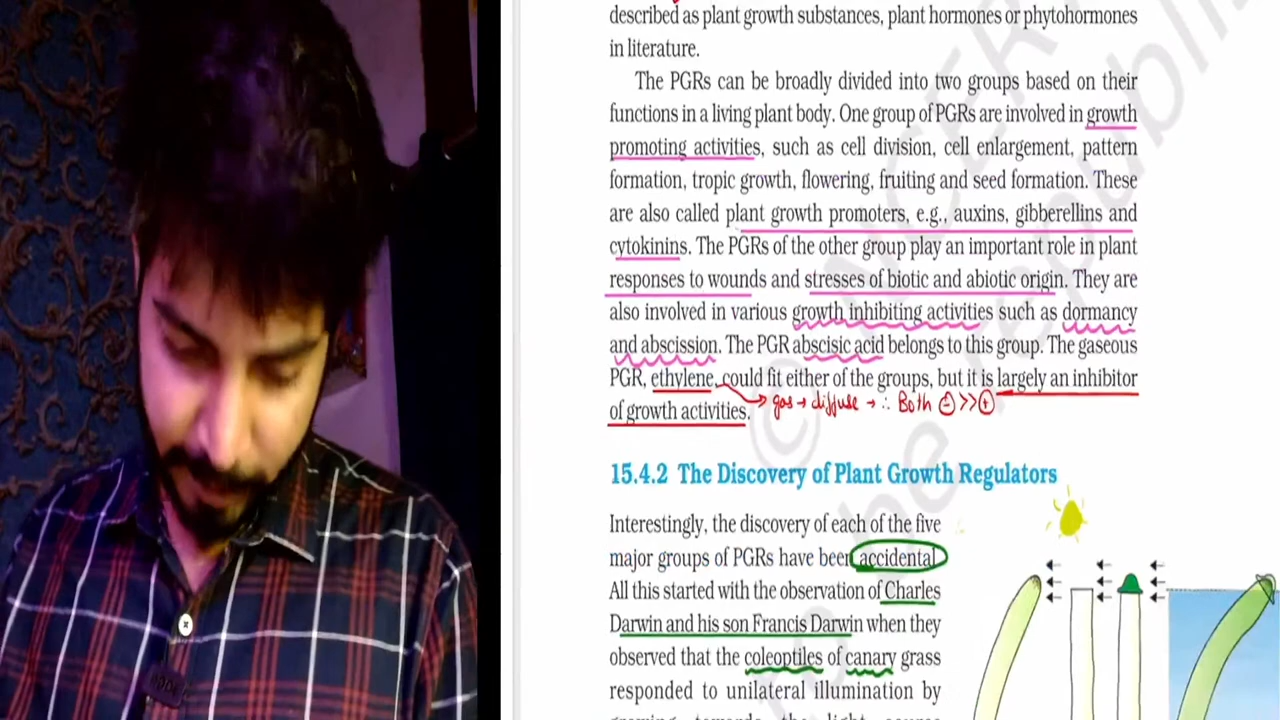 described as plant growth substances, plant hormones or phytohormones
in literature.
The PGRs can be broadly divided into two groups based on their
functions in a living plant body. One group of PGRs are involved in growth
promoting activities, such as cell division, cell enlargement, pattern
formation, tropic growth, flowering, fruiting and seed formation. These
are also called plant growth promoters, e.g., auxins, gibberellins and
cytokinins. The PGRs of the other group play an important role in plant
responses to wounds and stresses of biotic and abiotic origin. They are
also involved in various growth inhibiting activities such as dormancy
and abscission. The PGR abscisic acid belongs to this group. The gaseous
PGR, ethylene, could fit either of the groups, but it is largely an inhibitor
of growth activities.
→ gas → diffuse → ∴ Both ⊖ >> ⊕
15.4.2 The Discovery of Plant Growth Regulators
Interestingly, the discovery of each of the five
major groups of PGRs have been accidental
All this started with the observation of Charles
Darwin and his son Francis Darwin when they
observed that the coleoptiles of canary grass
responded to unilateral illumination by